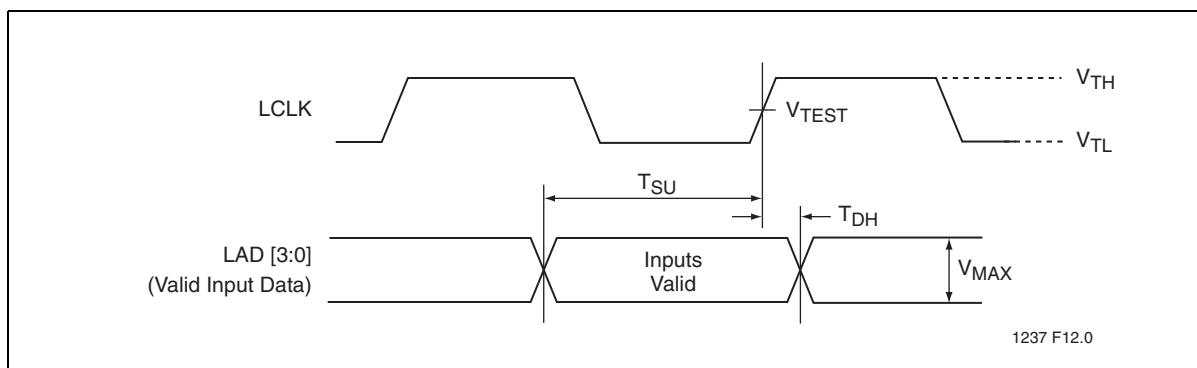 LCLK
VTH
VTEST
VTL
TSU
TDH
LAD [3:0]
(Valid Input Data)
Inputs
Valid
VMAX
1237 F12.0